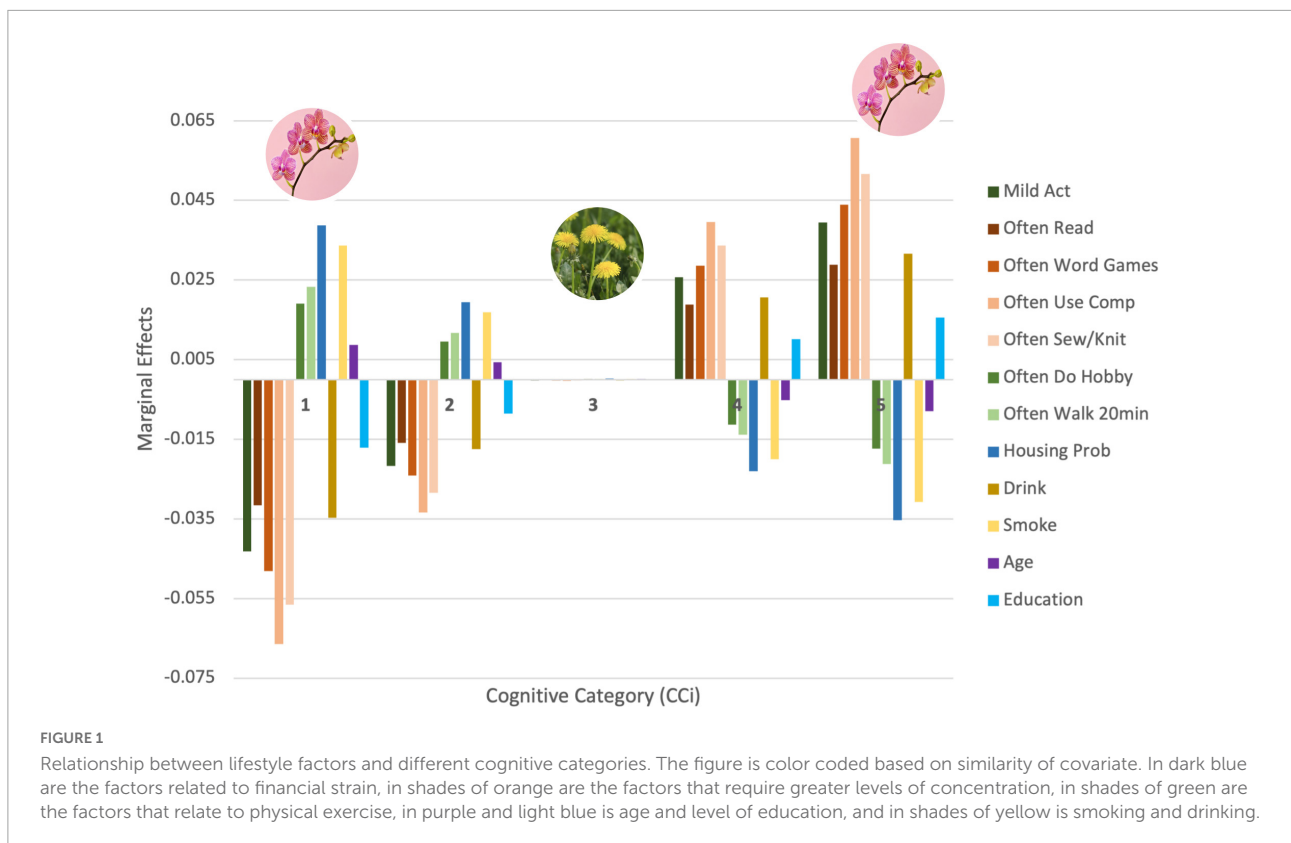 0.065
0.045
0.025
0.005
-0.015
-0.035
-0.055
-0.075
Marginal Effects
1 2 3 4 5
Cognitive Category (CCi)
Mild Act
Often Read
Often Word Games
Often Use Comp
Often Sew/Knit
Often Do Hobby
Often Walk 20min
Housing Prob
Drink
Smoke
Age
Education
FIGURE 1
Relationship between lifestyle factors and different cognitive categories. The figure is color coded based on similarity of covariate. In dark blue
are the factors related to financial strain, in shades of orange are the factors that require greater levels of concentration, in shades of green are
the factors that relate to physical exercise, in purple and light blue is age and level of education, and in shades of yellow is smoking and drinking.